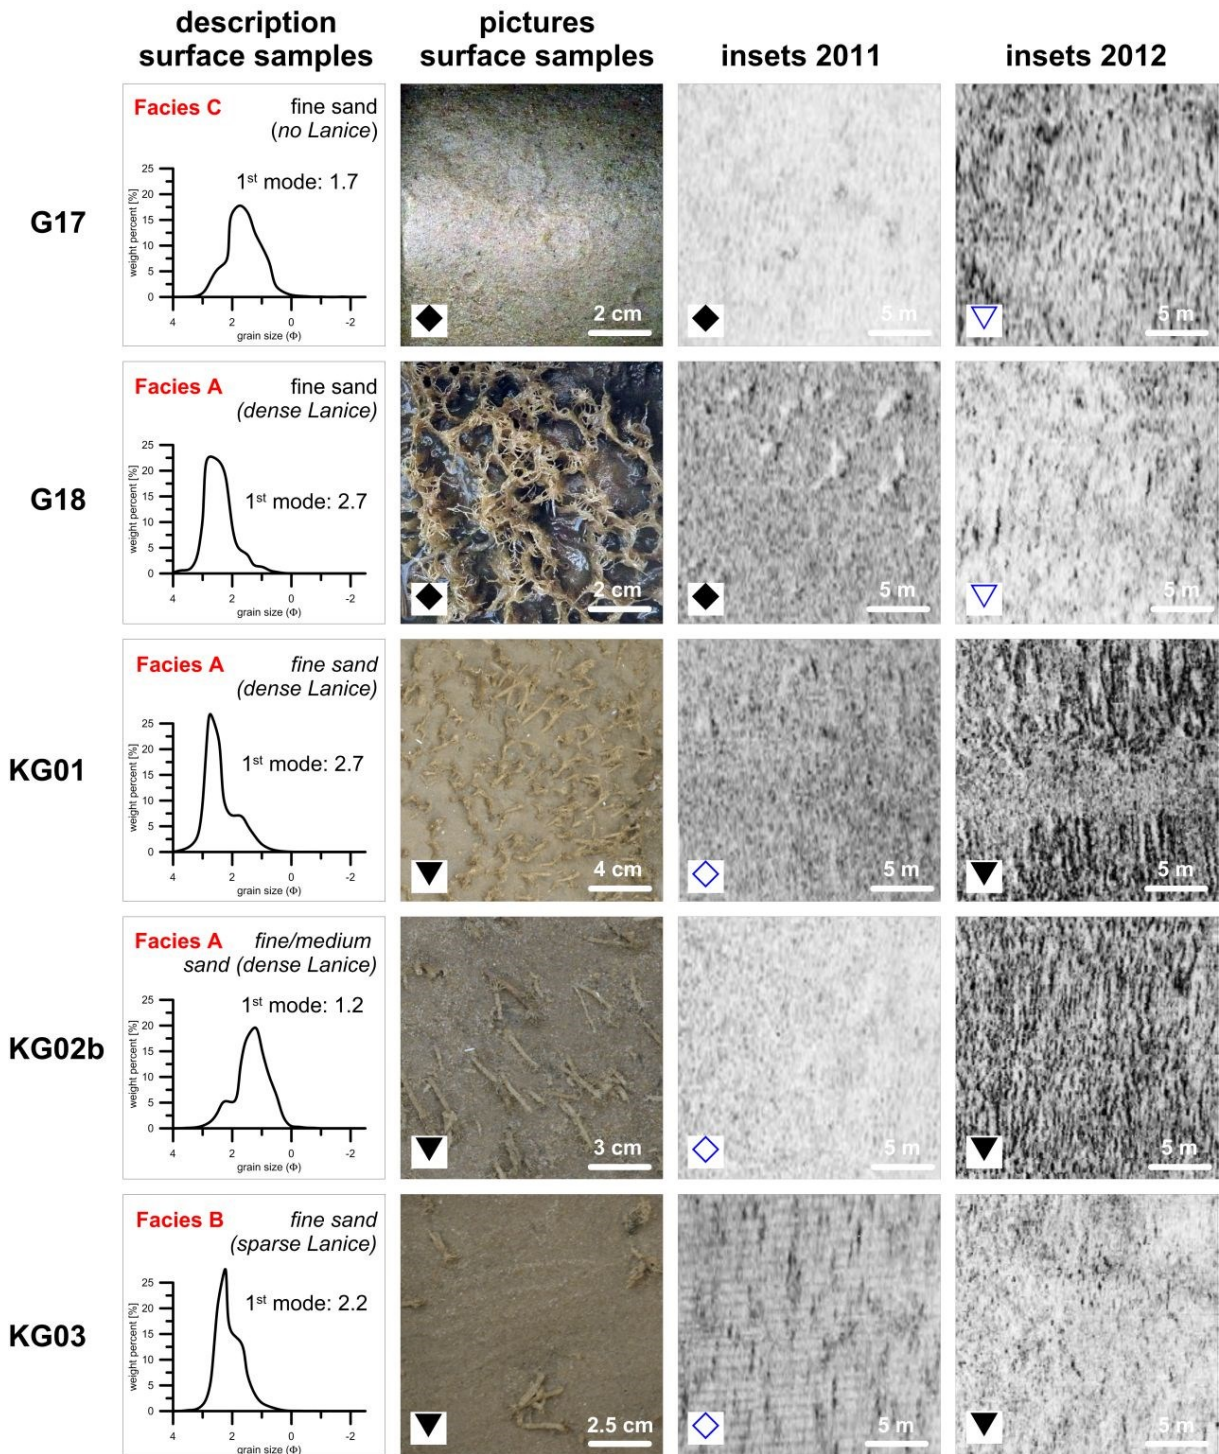 description
surface samples
pictures
surface samples
insets 2011
insets 2012
G17
Facies C
fine sand
(no Lanice)
1st mode: 1.7
weight percent [%]
25
20
15
10
5
0
4 2 0 -2
grain size (Φ)
2 cm
5 m
5 m
G18
Facies A
fine sand
(dense Lanice)
1st mode: 2.7
weight percent [%]
25
20
15
10
5
0
4 2 0 -2
grain size (Φ)
2 cm
5 m
5 m
KG01
Facies A
fine sand
(dense Lanice)
1st mode: 2.7
weight percent [%]
25
20
15
10
5
0
4 2 0 -2
grain size (Φ)
4 cm
5 m
5 m
KG02b
Facies A
fine/medium
sand (dense Lanice)
1st mode: 1.2
weight percent [%]
25
20
15
10
5
0
4 2 0 -2
grain size (Φ)
3 cm
5 m
5 m
KG03
Facies B
fine sand
(sparse Lanice)
1st mode: 2.2
weight percent [%]
25
20
15
10
5
0
4 2 0 -2
grain size (Φ)
2.5 cm
5 m
5 m